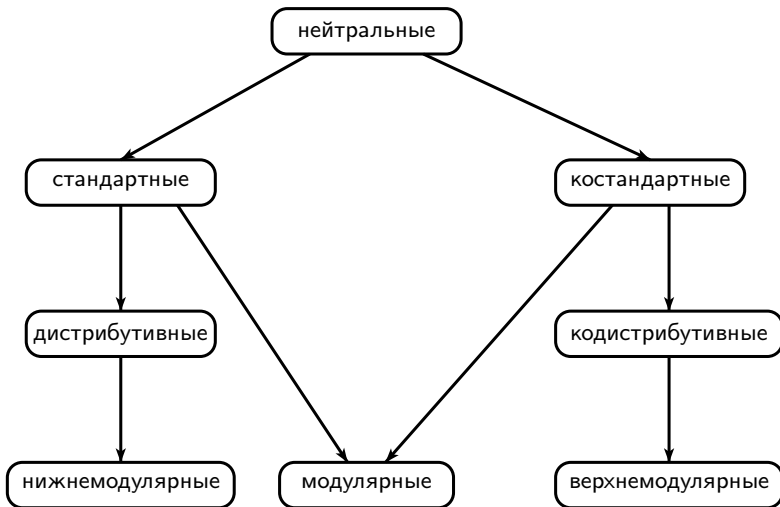 нейтральные
стандартные
костандартные
дистрибутивные
кодистрибутивные
нижнемодулярные
модулярные
верхнемодулярные